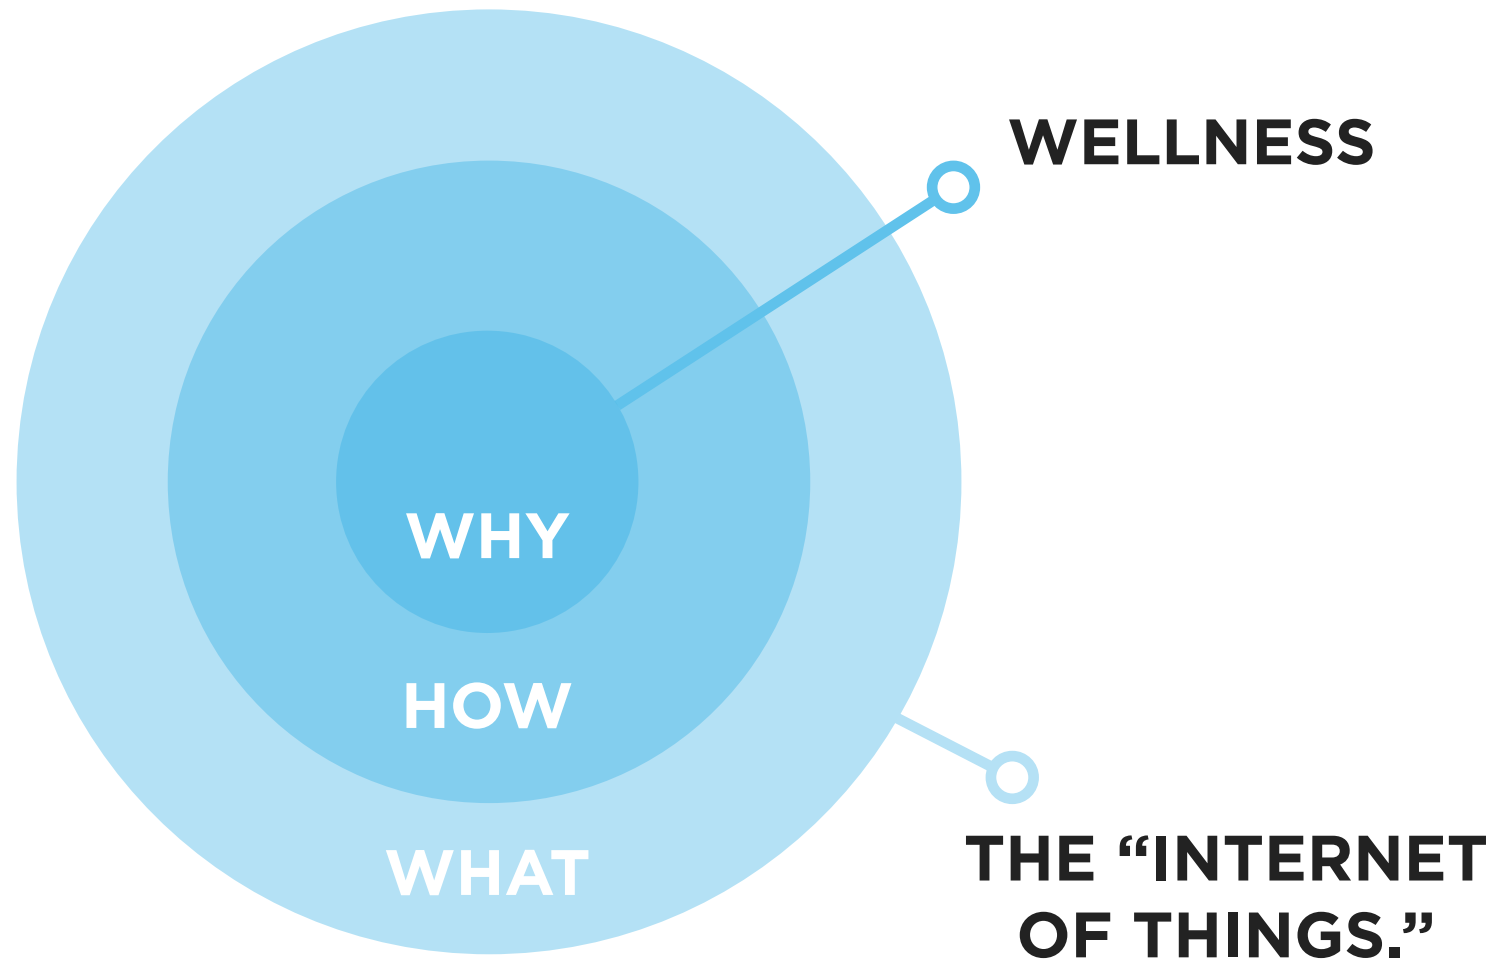 WELLNESS
WHY
HOW
WHAT
THE “INTERNET
OF THINGS.”